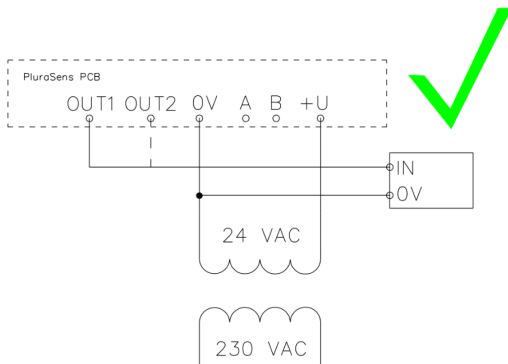 PluraSens PCB
OUT1 OUT2 0V A B +U
IN
0V
24 VAC
230 VAC